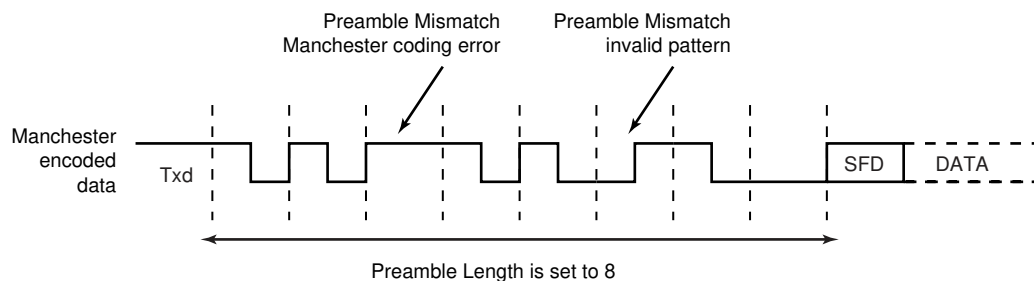 Preamble Mismatch
Manchester coding error
Preamble Mismatch
invalid pattern
Manchester
encoded
data
Txd
SFD
DATA
Preamble Length is set to 8